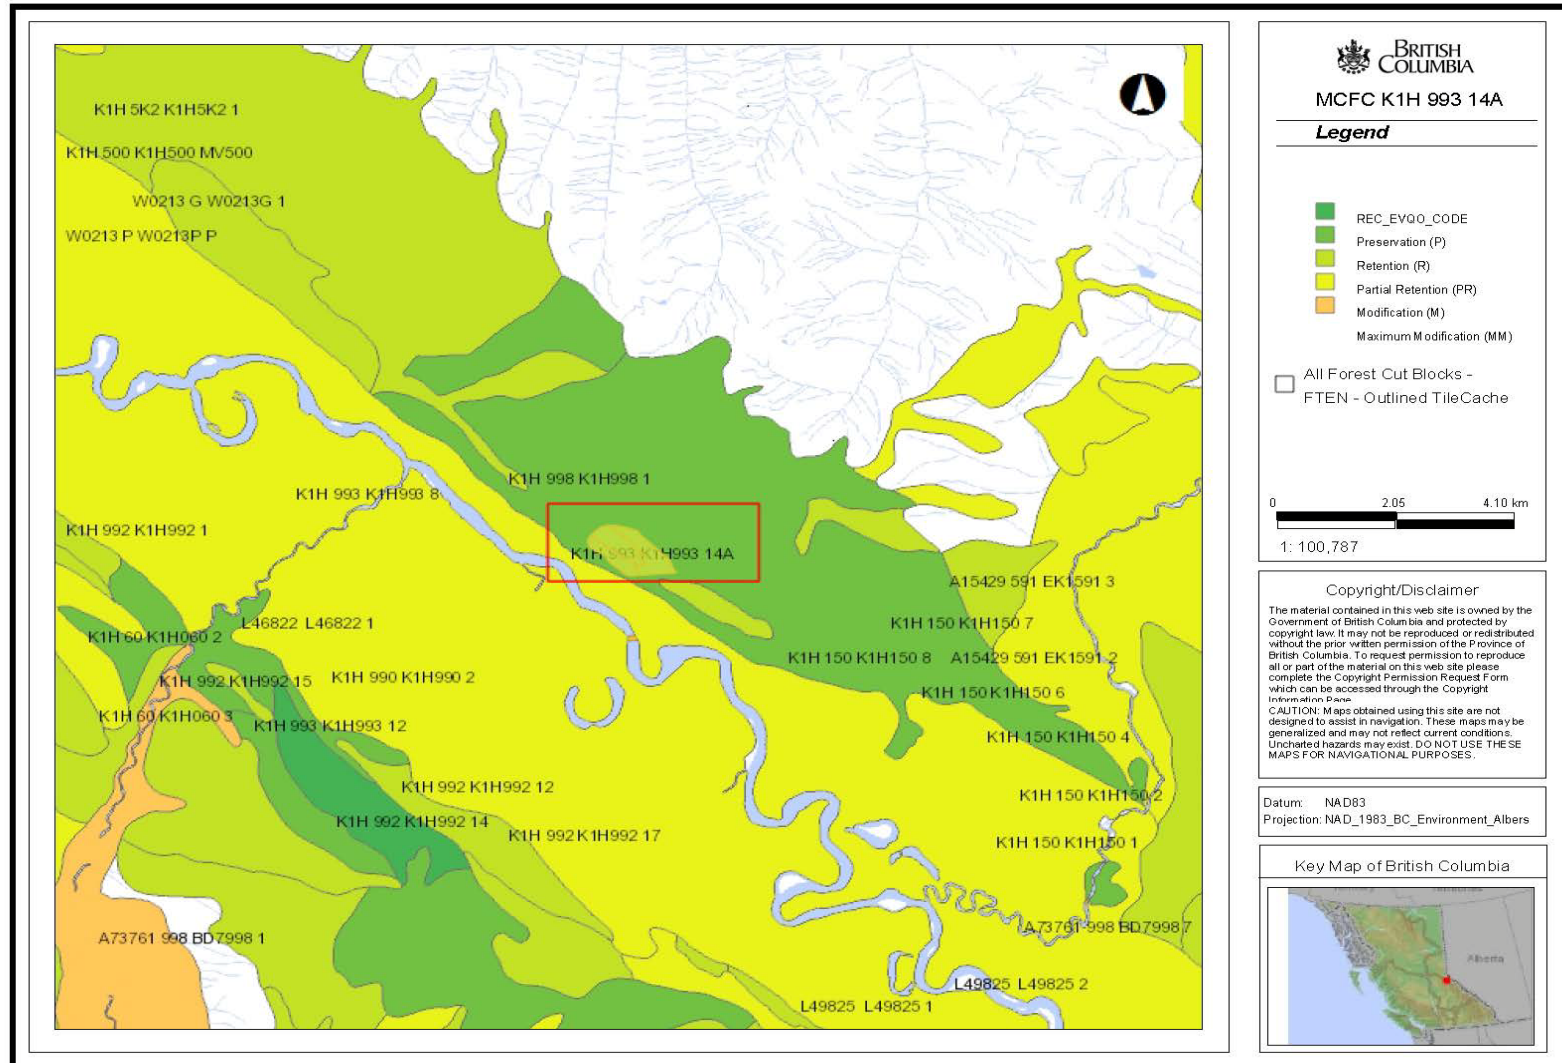 K1H 5K2 K1H5K2 1
K1H 500 K1H500 MV500
W0213 G W0213G 1
W0213 P W0213P P
K1H 998 K1H998 1
K1H 993 K1H993 8
K1H 992 K1H992 1
K1H 993 K1H993 14A
A15429 591 EK1591 3
L46822 L46822 1
K1H 150 K1H150 7
K1H 60 K1H060 2
K1H 150 K1H150 8
A15429 591 EK1591 2
K1H 992 K1H992 15
K1H 990 K1H990 2
K1H 150 K1H150 6
K1H 60 K1H060 3
K1H 993 K1H993 12
K1H 150 K1H150 4
K1H 992 K1H992 12
K1H 150 K1H150 2
K1H 992 K1H992 14
K1H 992 K1H992 17
K1H 150 K1H150 1
A73761 998 BD7998 1
A73761 998 BD7998 7
L49825 L49825 2
L49825 L49825 1
BRITISH
COLUMBIA
MCFC K1H 993 14A
Legend
REC_EVQO_CODE
Preservation (P)
Retention (R)
Partial Retention (PR)
Modification (M)
Maximum Modification (MM)
All Forest Cut Blocks -
FTEN - Outlined TileCache
0 2.05 4.10 km
1: 100,787
Copyright/Disclaimer
The material contained in this web site is owned by the
Government of British Columbia and protected by
copyright law. It may not be reproduced or redistributed
without the prior written permission of the Province of
British Columbia. To request permission to reproduce
all or part of the material on this web site please
complete the Copyright Permission Request Form
which can be accessed through the Copyright
Information Page
CAUTION: Maps obtained using this site are not
designed to assist in navigation. These maps may be
generalized and may not reflect current conditions.
Uncharted hazards may exist. DO NOT USE THESE
MAPS FOR NAVIGATIONAL PURPOSES.
Datum: NAD83
Projection: NAD_1983_BC_Environment_Albers
Key Map of British Columbia
Alberta